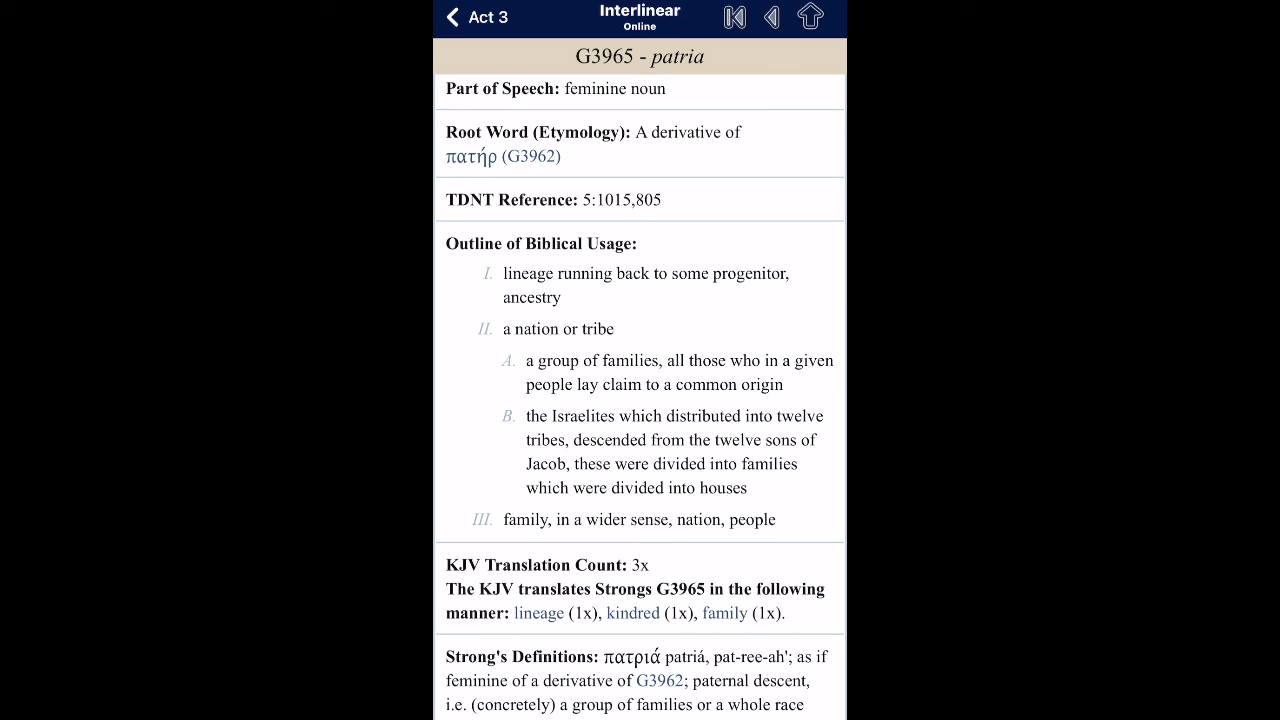 Act 3
Interlinear
Online
G3965 - patria
Part of Speech: feminine noun
Root Word (Etymology): A derivative of
πατήρ (G3962)
TDNT Reference: 5:1015,805
Outline of Biblical Usage:
I. lineage running back to some progenitor,
ancestry
II. a nation or tribe
A. a group of families, all those who in a given
people lay claim to a common origin
B. the Israelites which distributed into twelve
tribes, descended from the twelve sons of
Jacob, these were divided into families
which were divided into houses
III. family, in a wider sense, nation, people
KJV Translation Count: 3x
The KJV translates Strongs G3965 in the following
manner: lineage (1x), kindred (1x), family (1x).
Strong's Definitions: πατριά patriá, pat-ree-ah'; as if
feminine of a derivative of G3962; paternal descent,
i.e. (concretely) a group of families or a whole race